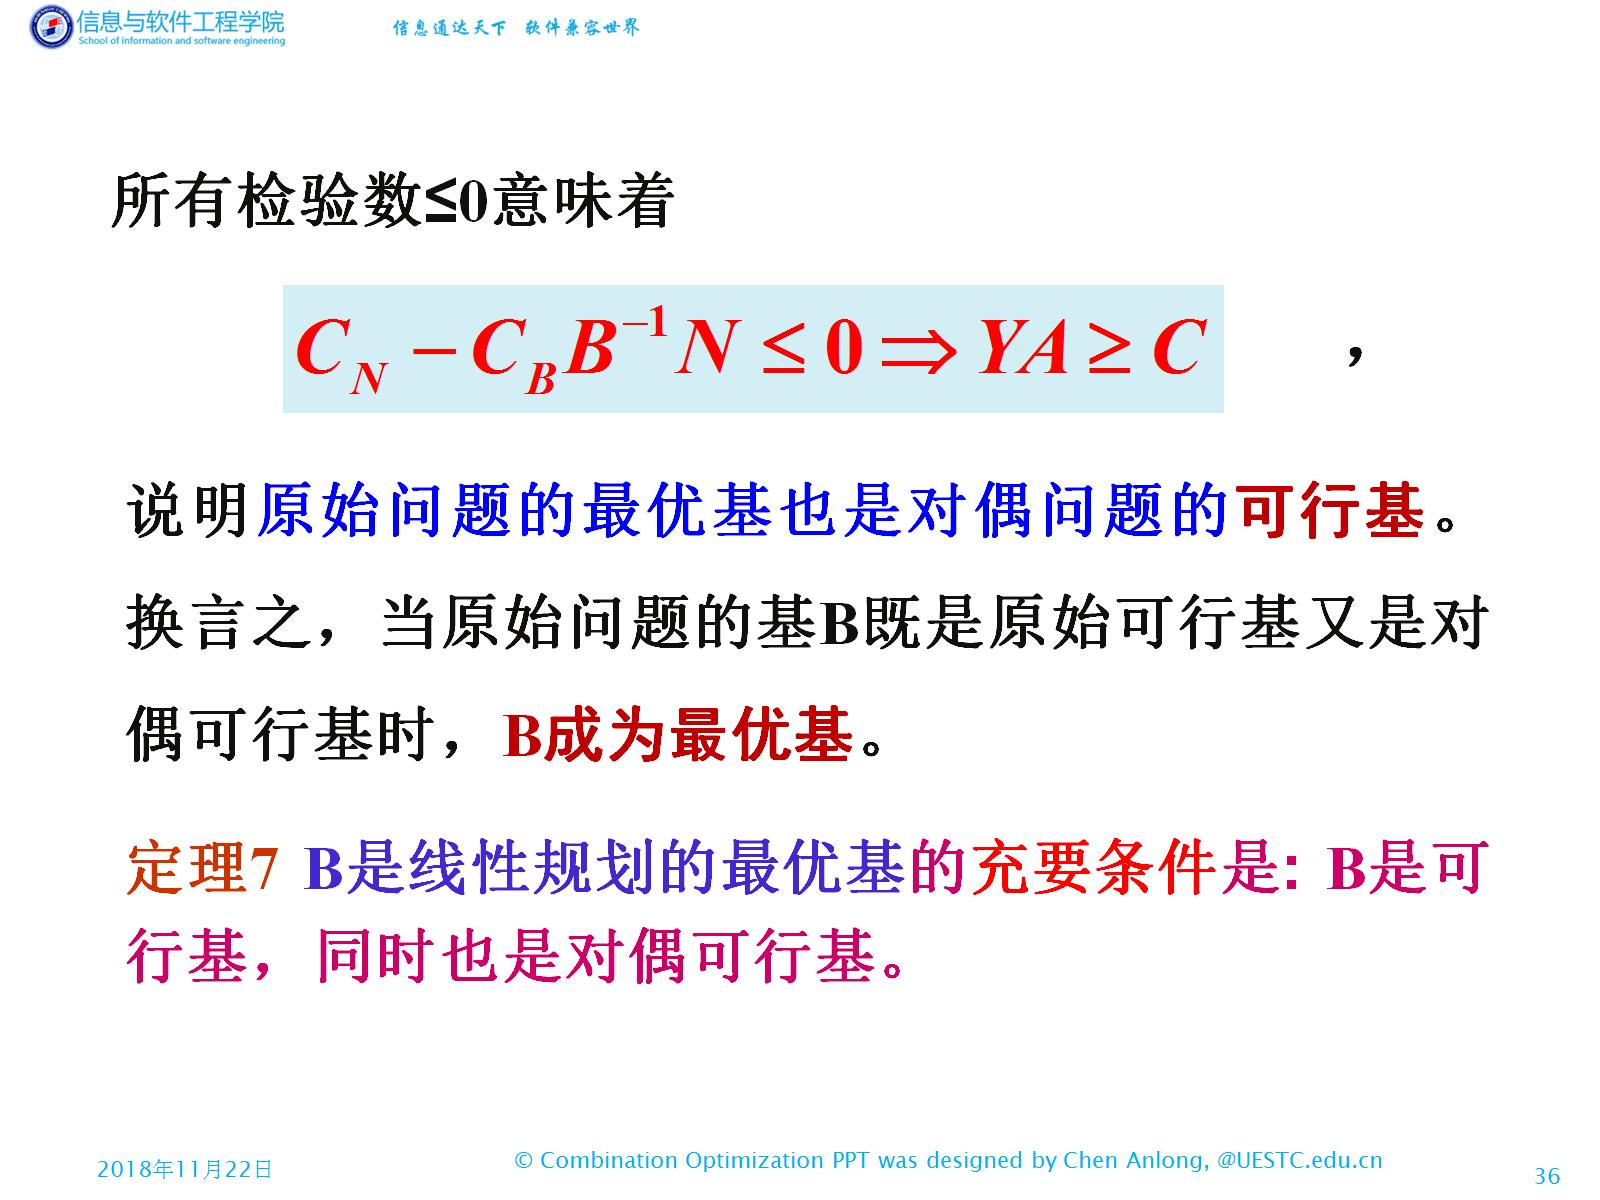 信息与软件工程学院
School of information and software engineering
信息通达天下 软件兼容世界
所有检验数≤0意味着
C_N − C_B B^{−1} N ≤ 0 ⇒ YA ≥ C ，
说明原始问题的最优基也是对偶问题的可行基。
换言之，当原始问题的基B既是原始可行基又是对
偶可行基时，B成为最优基。
定理7 B是线性规划的最优基的充要条件是：B是可
行基，同时也是对偶可行基。
2018年11月22日
© Combination Optimization PPT was designed by Chen Anlong, @UESTC.edu.cn
36